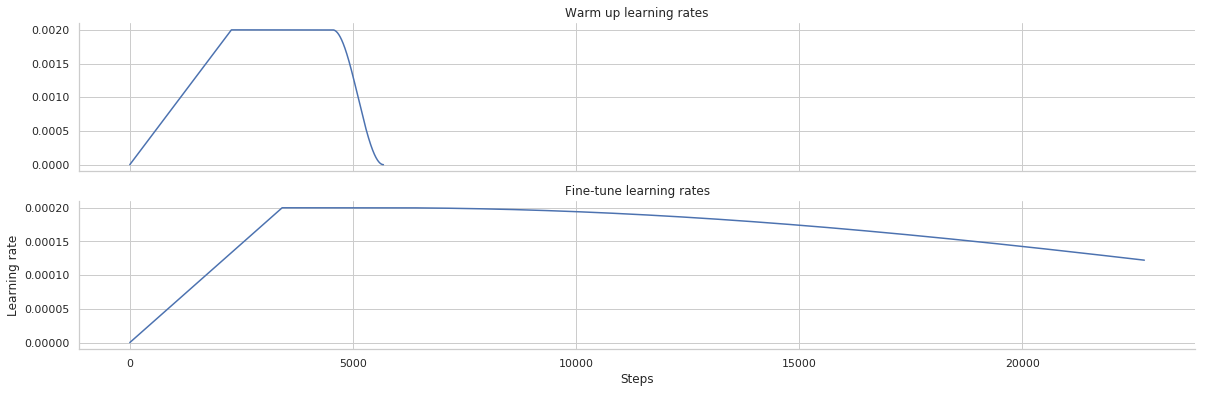 Warm up learning rates
0.0020
0.0015
0.0010
0.0005
0.0000
Fine-tune learning rates
0.00020
0.00015
0.00010
0.00005
0.00000
Learning rate
0 5000 10000 15000 20000
Steps